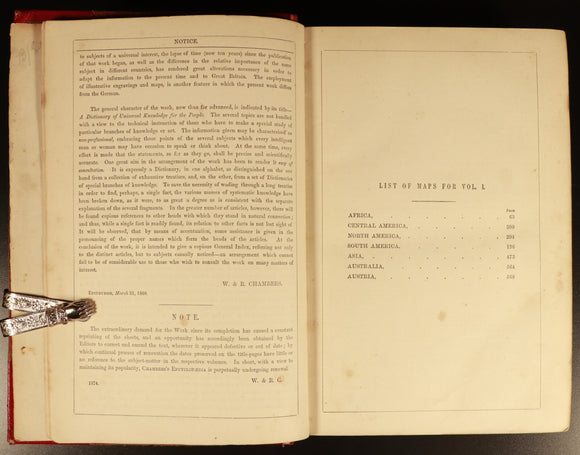 NOTICE.
to subjects of a universal interest, the lapse of time (now ten years) since the publication
of that work began, as well as the difference in the relative importance of the same
subject in different countries, has rendered great alterations necessary in order to
adapt the information to the present time and to Great Britain. The employment
of illustrative engravings and maps, is another feature in which the present work differs
from the German.
The general character of the work, now thus far advanced, is indicated by its title—
A Dictionary of Universal Knowledge for the People. The several topics are not handled
with a view to the technical instruction of those who have to make a special study of
particular branches of knowledge or art. The information given may be characterised as
non-professional, embracing those points of the several subjects which every intelligent
man or woman may have occasion to speak or think about. At the same time, every
effort is made that the statements, so far as they go, shall be precise and scientifically
accurate. One great aim in the arrangement of the work has been to render it easy of
consultation. It is expressly a Dictionary, in one alphabet, as distinguished on the one
hand from a collection of exhaustive treatises, and, on the other, from a set of Dictionaries
of special branches of knowledge. To save the necessity of wading through a long treatise
in order to find, perhaps, a single fact, the various masses of systematic knowledge have
been broken down, as it were, to as great a degree as is consistent with the separate
explanation of the several fragments. In the greater number of articles, however, there will
be found copious references to other heads with which they stand in natural connection;
and thus, while a single fact is readily found, its relation to other facts is not lost sight of.
It will be observed, that by means of accentuation, some assistance is given in the
pronouncing of the proper names which form the heads of the articles. At the
conclusion of the work, it is intended to give a copious General Index, referring not only
to the distinct articles, but to subjects casually noticed—an arrangement which cannot
fail to be of considerable use to those who wish to consult the work on many matters of
interest.
W. & R. CHAMBERS.
EDINBURGH, March 31,
NOTE.
The extraordinary demand for the Work since its completion has caused a constant
reprinting of the sheets, and an opportunity has accordingly been obtained by the
Editors to correct and amend the text, wherever it appeared defective or out of date; by
which continued process of renovation the dates preserved on the title-pages have little or
no reference to the subject-matter in the respective volumes. In short, with a view to
maintaining its popularity, CHAMBERS'S ENCYCLOPÆDIA is perpetually undergoing renewal.
1874. W. & R. C.
LIST OF MAPS FOR VOL. I.
PAGE
AFRICA, 63
CENTRAL AMERICA, 200
NORTH AMERICA, 204
SOUTH AMERICA, 196
ASIA, 473
AUSTRALIA, 564
AUSTRIA, 568